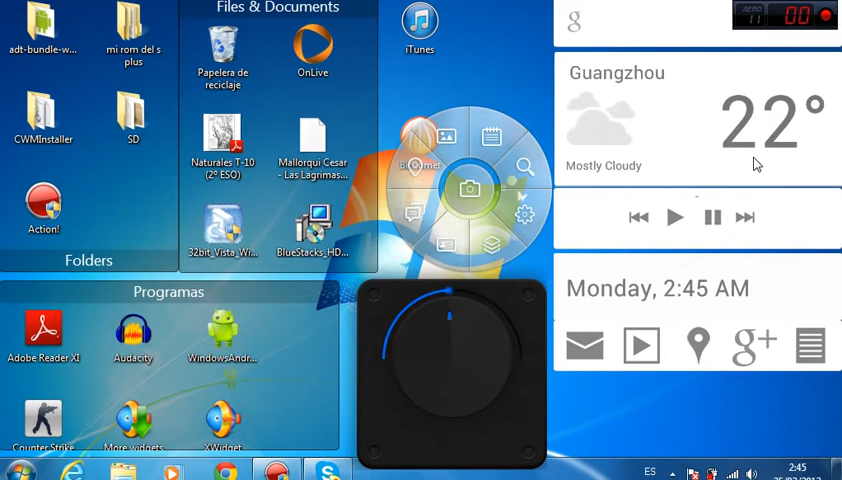 Files & Documents
adt-bundle-w...
mi rom del s
plus
Papelera de
reciclaje
OnLive
iTunes
CWMInstaller
SD
Naturales T-10
(2º ESO)
Mallorqui Cesar
- Las Lagrimas...
Action!
32bit_Vista_Wi...
BlueStacks_HD...
Folders
Programas
Adobe Reader XI
Audacity
WindowsAndr...
Counter Strike
More widgets
XWidget
g
AERO
11
00
Guangzhou
22°
Mostly Cloudy
Monday, 2:45 AM
g+
ES
2:45